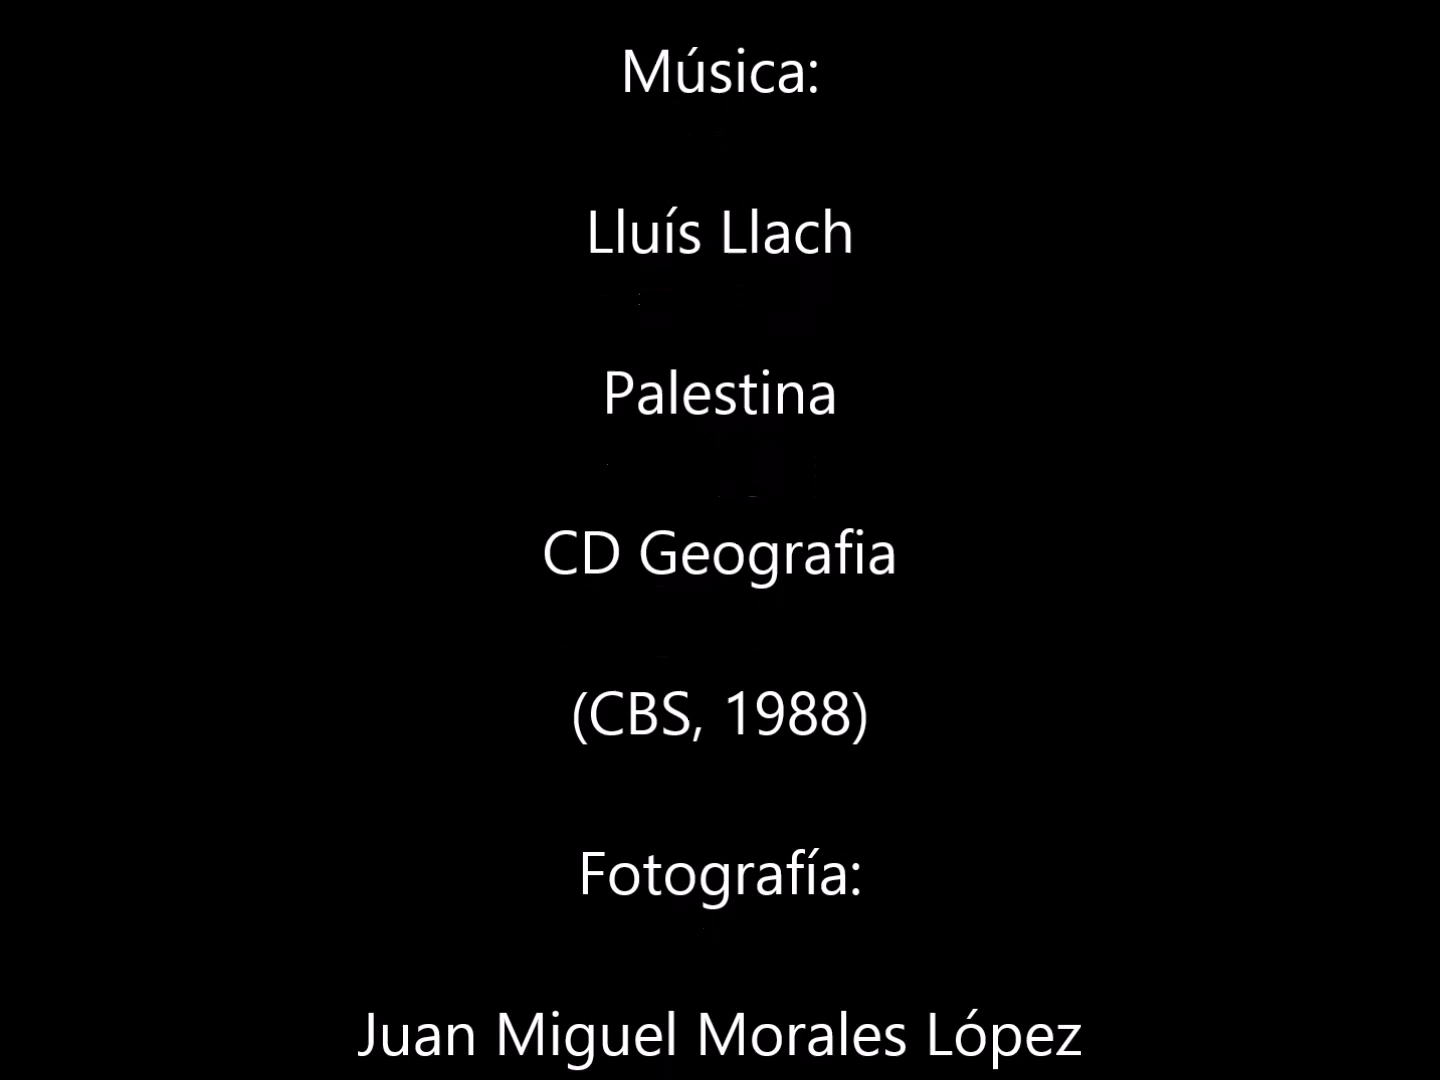 Música:
Lluís Llach
Palestina
CD Geografia
(CBS, 1988)
Fotografía:
Juan Miguel Morales López